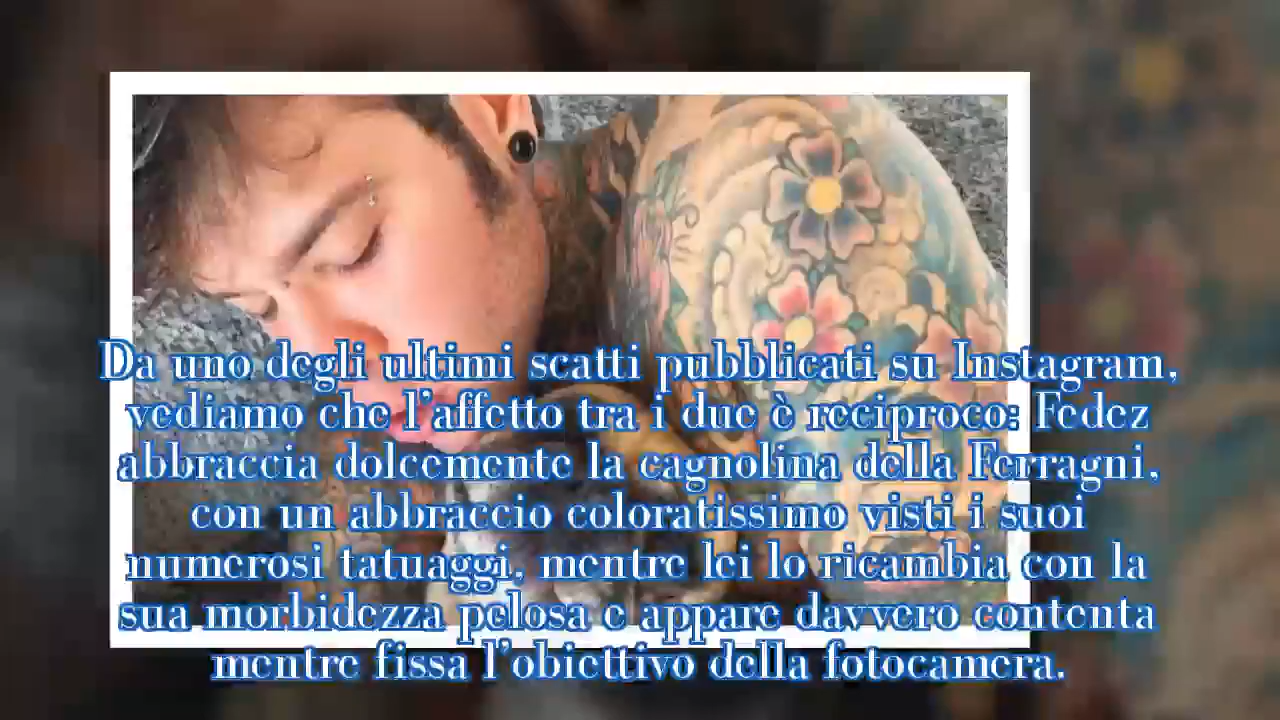 Da uno degli ultimi scatti pubblicati su Instagram,
vediamo che l'affetto tra i due è reciproco: Fedez
abbraccia dolcemente la cagnolina della Ferragni,
con un abbraccio coloratissimo visti i suoi
numerosi tatuaggi, mentre lei lo ricambia con la
sua morbidezza pelosa e appare davvero contenta
mentre fissa l'obiettivo della fotocamera.